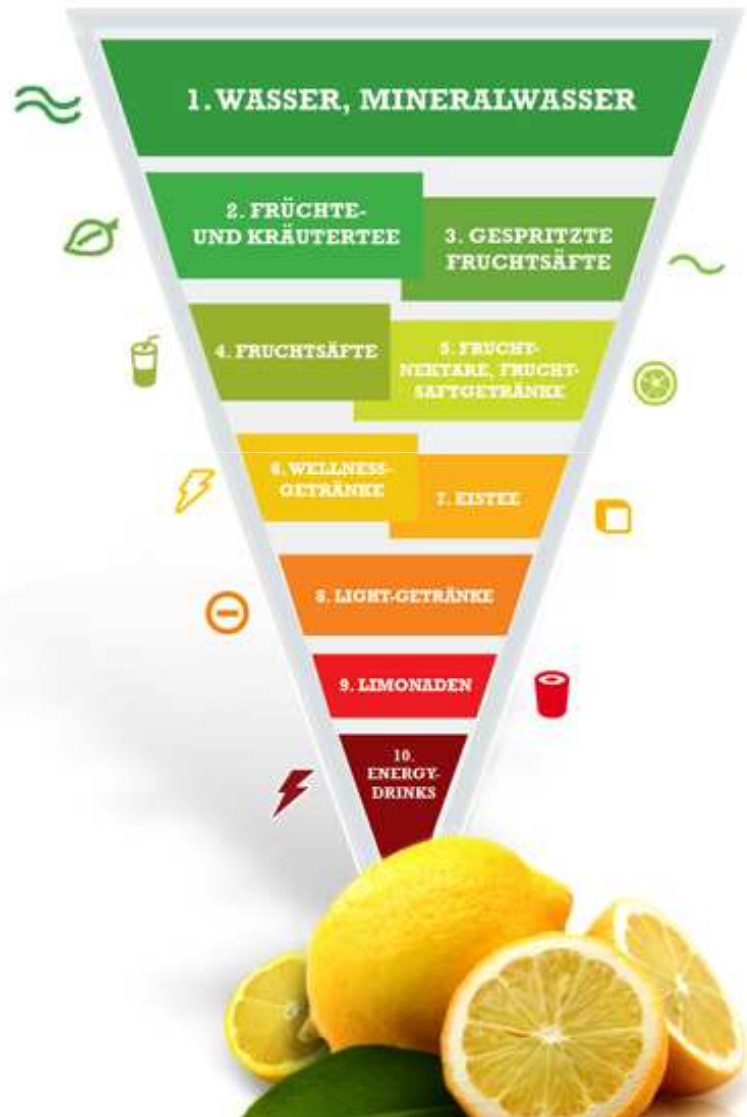 1. WASSER, MINERALWASSER
2. FRÜCHTE-
UND KRÄUTERTEE
3. GESPRITZTE
FRUCHTSÄFTE
4. FRUCHTSÄFTE
5. FRUCHT-
NEKTARE, FRUCHT-
SAFTGETRÄNKE
6. WELLNESS-
GETRÄNKE
7. EISTEE
8. LIGHT-GETRÄNKE
9. LIMONADEN
10.
ENERGY-
DRINKS